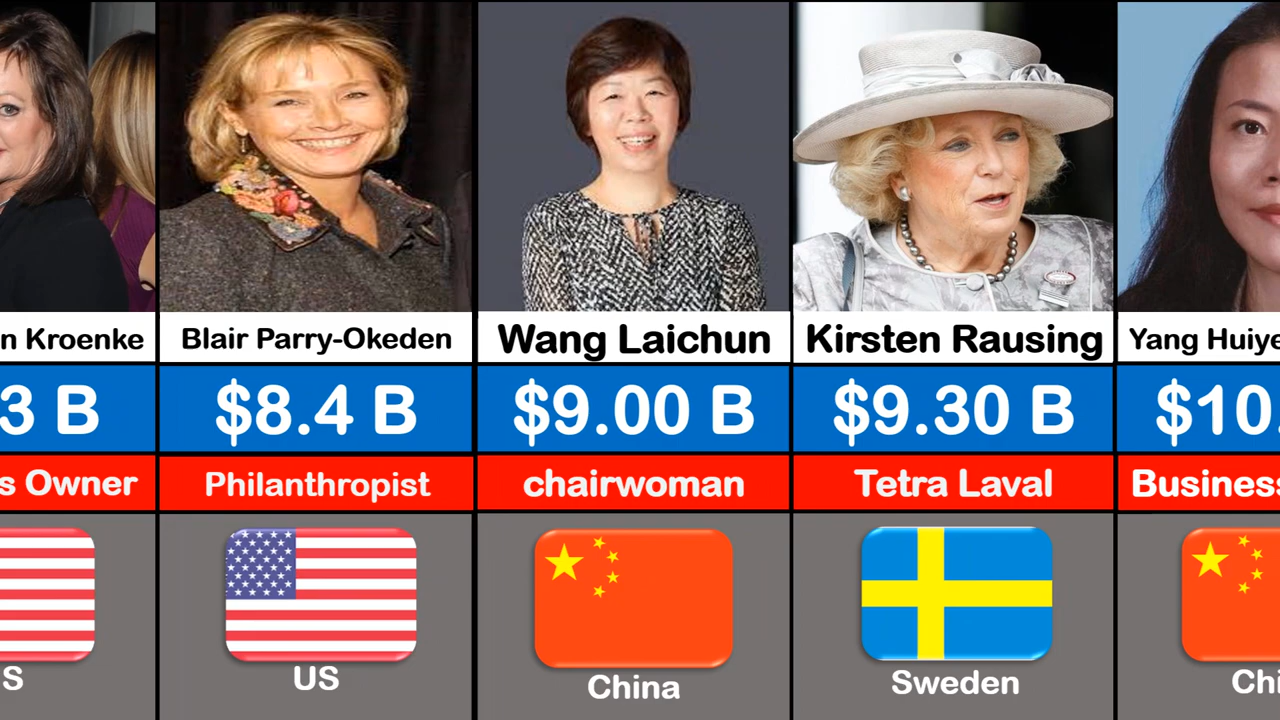 n Kroenke
Blair Parry-Okeden
Wang Laichun
Kirsten Rausing
Yang Huiye
3 B
$8.4 B
$9.00 B
$9.30 B
$10.
s Owner
Philanthropist
chairwoman
Tetra Laval
Business
S
US
China
Sweden
Chi